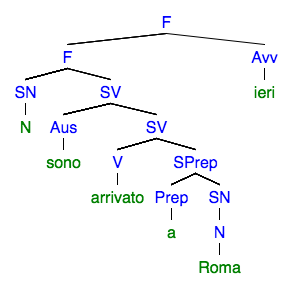 F
F Avv
SN SV ieri
N Aus SV
sono V SPrep
arrivato Prep SN
a N
Roma